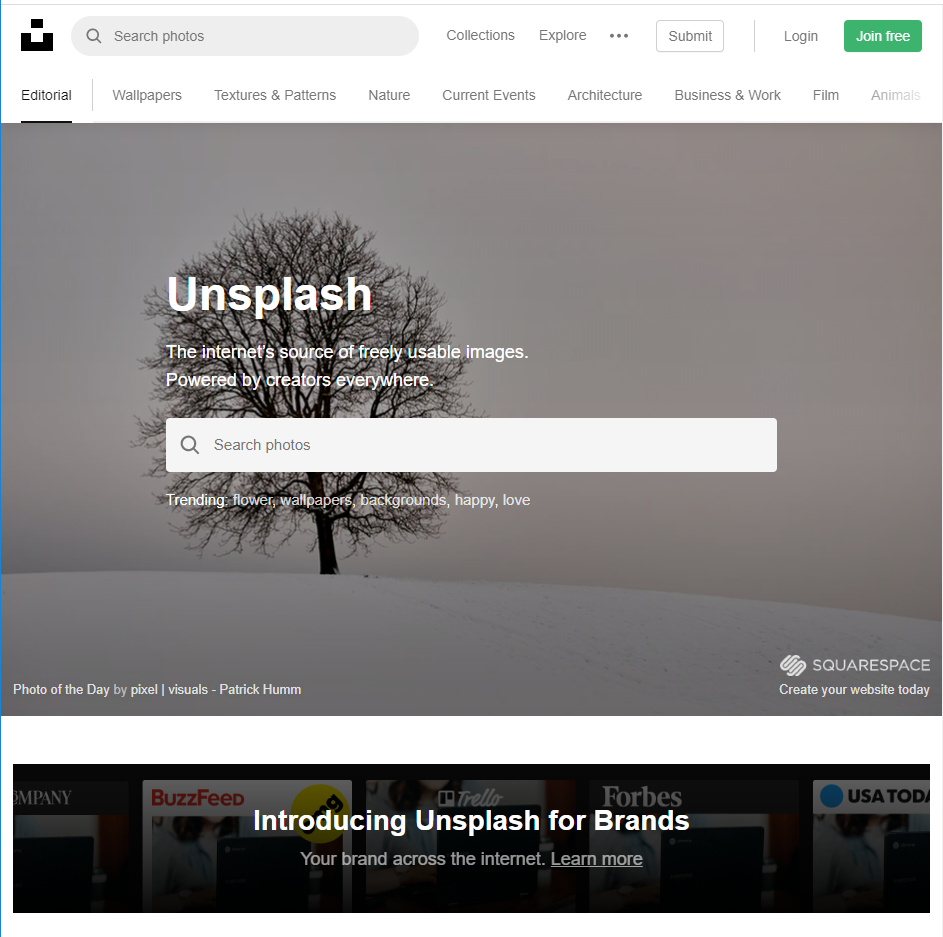 Search photos
Collections
Explore
Submit
Login
Join free
Editorial
Wallpapers
Textures & Patterns
Nature
Current Events
Architecture
Business & Work
Film
Animals
Unsplash
The internet's source of freely usable images.
Powered by creators everywhere.
Search photos
Trending: flower, wallpapers, backgrounds, happy, love
SQUARESPACE
Photo of the Day by pixel | visuals - Patrick Humm
Create your website today
BuzzFeed
Trello
Forbes
USA TODA
Introducing Unsplash for Brands
Your brand across the internet. Learn more